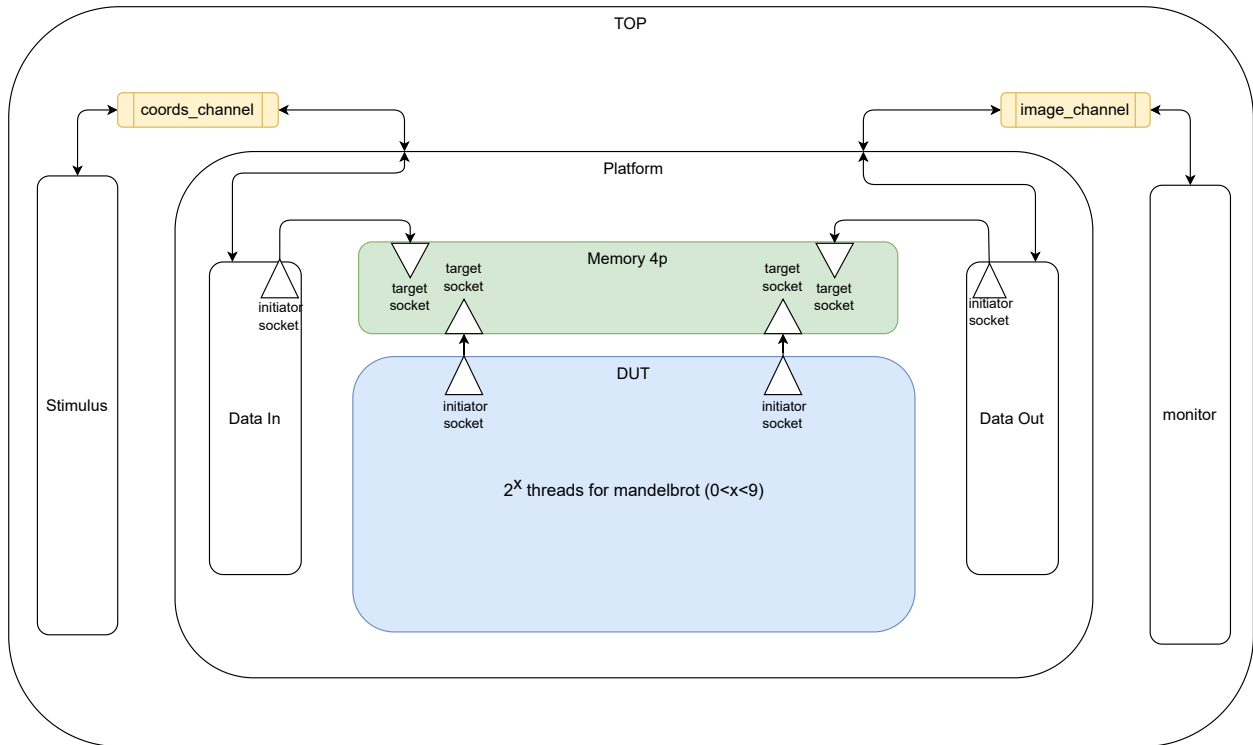 TOP
coords_channel
image_channel
Platform
Memory 4p
target
socket
target
socket
target
socket
target
socket
initiator
socket
initiator
socket
DUT
initiator
socket
initiator
socket
Stimulus
Data In
Data Out
monitor
2^x threads for mandelbrot (0<x<9)